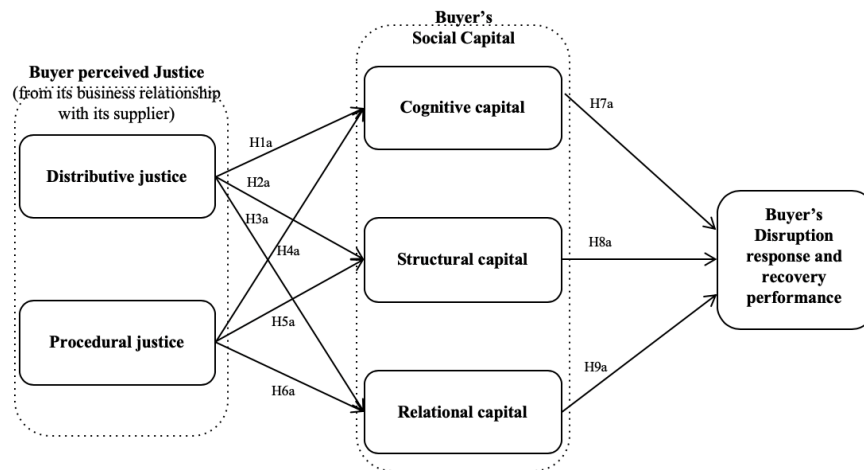 Buyer perceived Justice
(from its business relationship
with its supplier)
Distributive justice
Procedural justice
H1a
H2a
H3a
H4a
H5a
H6a
Buyer’s
Social Capital
Cognitive capital
Structural capital
Relational capital
H7a
H8a
H9a
Buyer’s
Disruption
response and
recovery
performance